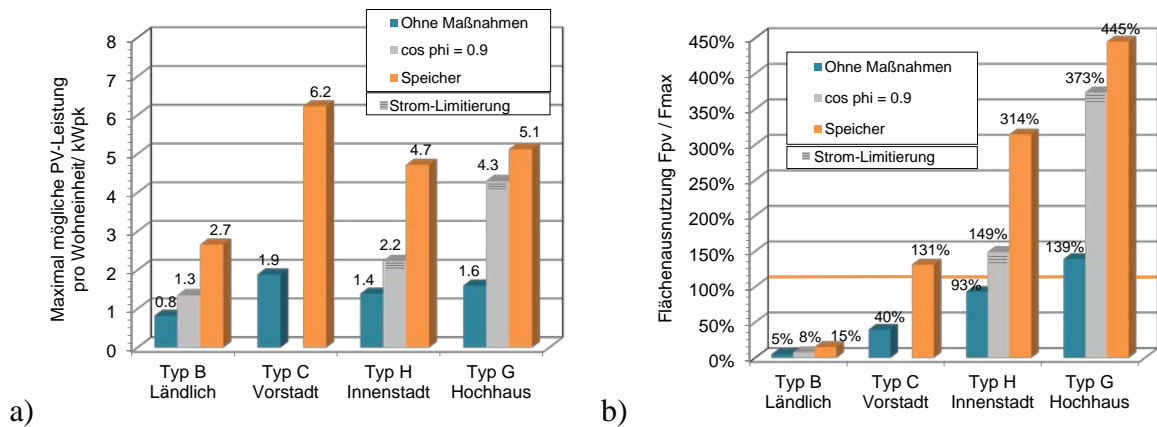 Maximal mögliche PV-Leistung
pro Wohneinheit/ kWpk
8
7
6
5
4
3
2
1
0
Ohne Maßnahmen
cos phi = 0.9
Speicher
Strom-Limitierung
0.8
1.3
2.7
1.9
6.2
1.4
2.2
4.7
1.6
4.3
5.1
Typ B
Ländlich
Typ C
Vorstadt
Typ H
Innenstadt
Typ G
Hochhaus
a)
Flächenausnutzung Fpv / Fmax
450%
400%
350%
300%
250%
200%
150%
100%
50%
0%
Ohne Maßnahmen
cos phi = 0.9
Speicher
Strom-Limitierung
5%
8%
15%
40%
131%
93%
149%
314%
139%
373%
445%
Typ B
Ländlich
Typ C
Vorstadt
Typ H
Innenstadt
Typ G
Hochhaus
b)